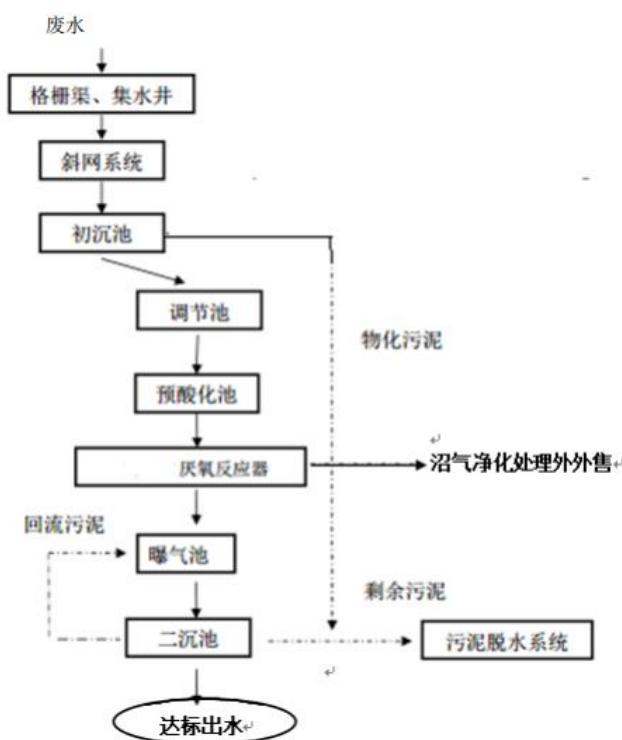 废水
格栅渠、集水井
斜网系统
初沉池
调节池
物化污泥
预酸化池
厌氧反应器
沼气净化处理外外售
回流污泥
曝气池
剩余污泥
二沉池
污泥脱水系统
达标出水